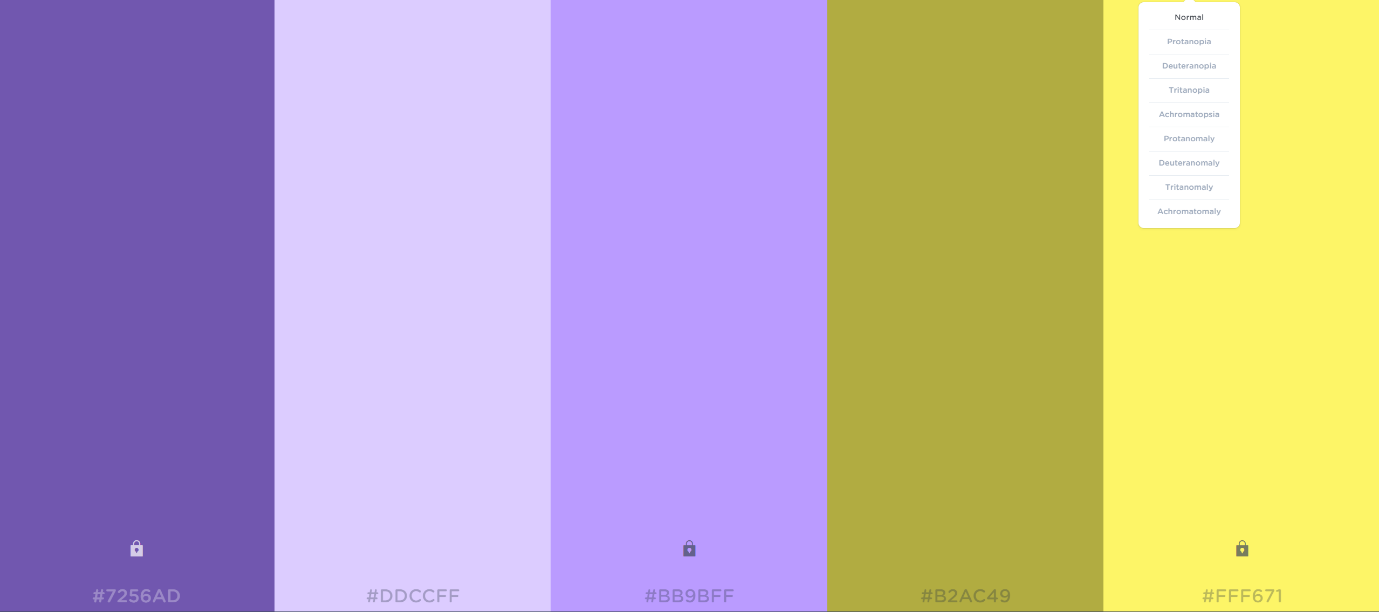 Normal
Protanopia
Deuteranopia
Tritanopia
Achromatopsia
Protanomaly
Deuteranomaly
Tritanomaly
Achromatomaly
#7256AD
#DDCCFF
#BB9BFF
#B2AC49
#FFF671